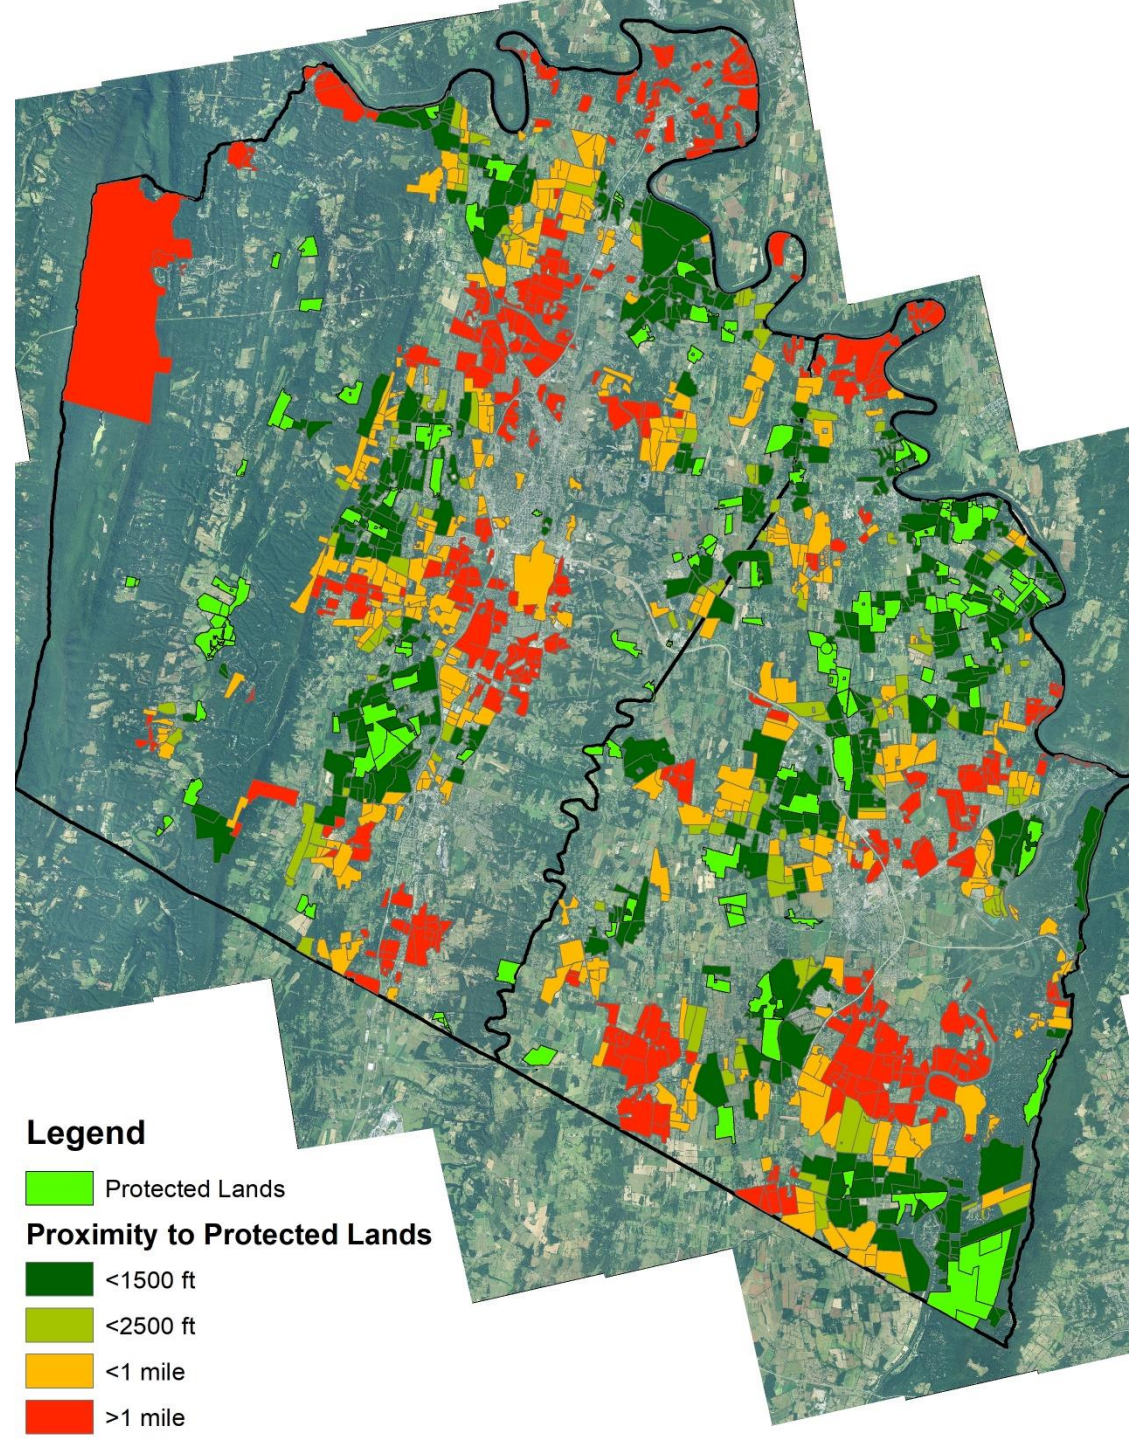 Legend
Protected Lands
Proximity to Protected Lands
<1500 ft
<2500 ft
<1 mile
>1 mile